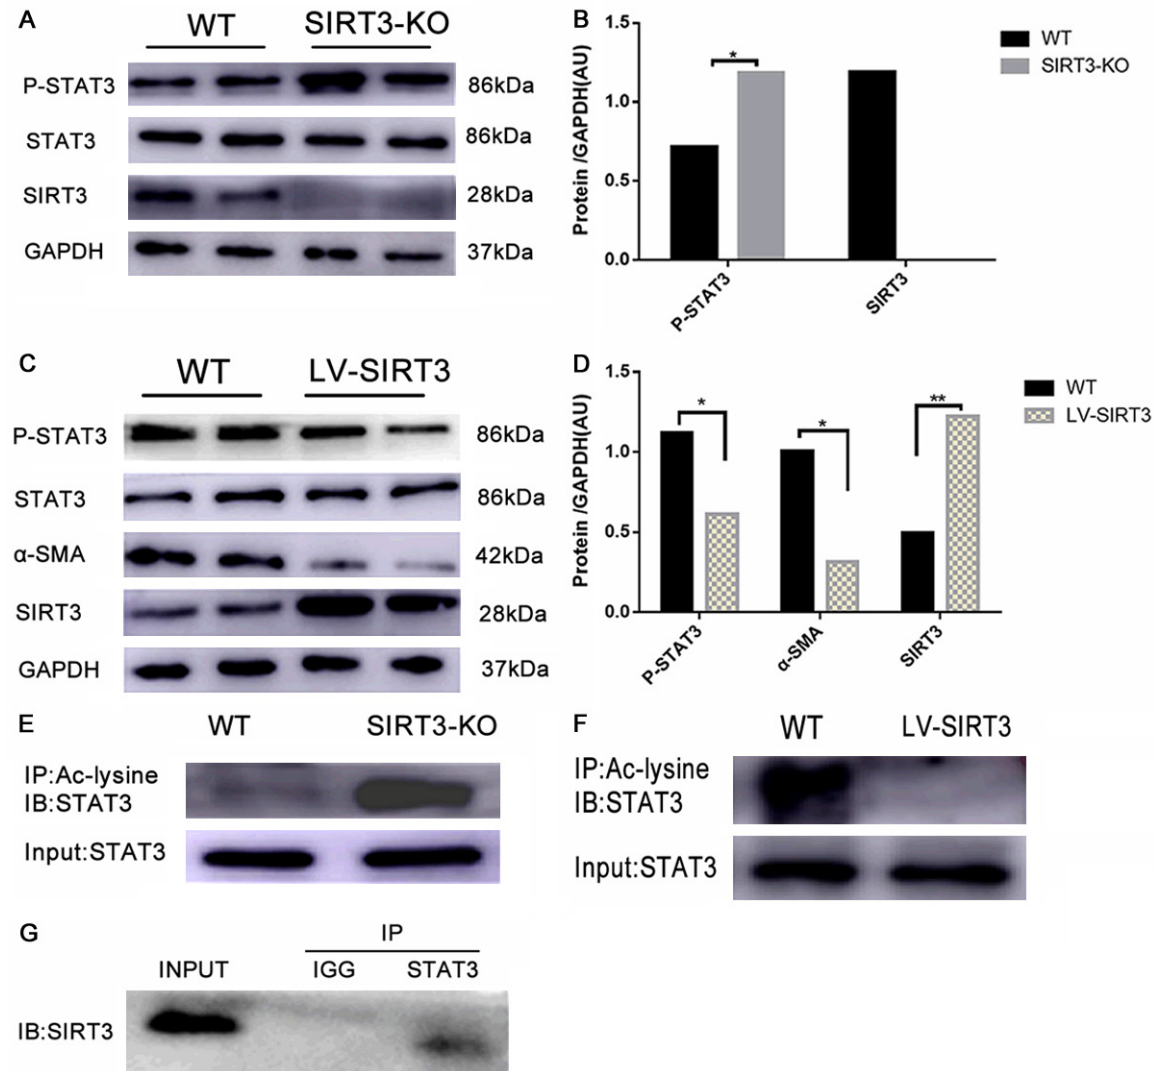 A
WT SIRT3-KO
P-STAT3 86kDa
STAT3 86kDa
SIRT3 28kDa
GAPDH 37kDa
B
Protein /GAPDH(AU)
1.5
1.0
0.5
0.0
*
P-STAT3 SIRT3
WT
SIRT3-KO
C
WT LV-SIRT3
P-STAT3 86kDa
STAT3 86kDa
α-SMA 42kDa
SIRT3 28kDa
GAPDH 37kDa
D
Protein /GAPDH(AU)
1.5
1.0
0.5
0.0
* * **
P-STAT3 α-SMA SIRT3
WT
LV-SIRT3
E
WT SIRT3-KO
IP:Ac-lysine
IB:STAT3
Input:STAT3
F
WT LV-SIRT3
IP:Ac-lysine
IB:STAT3
Input:STAT3
G
IP
INPUT IGG STAT3
IB:SIRT3